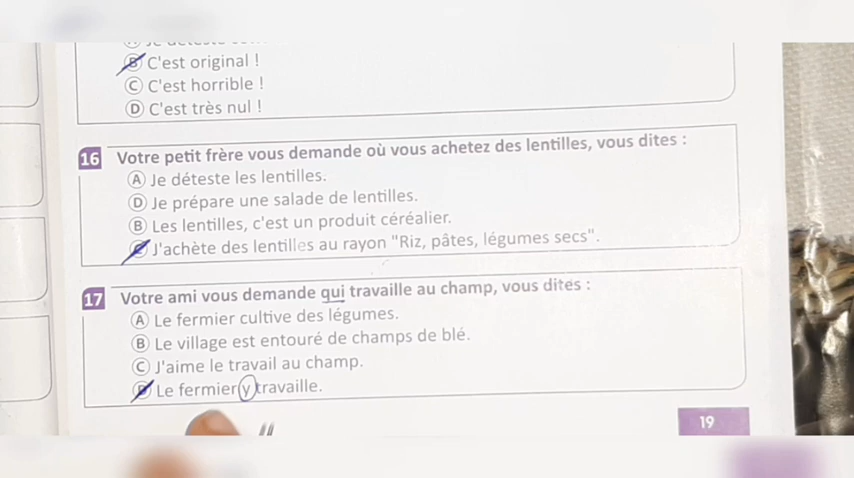 B C'est original !
C C'est horrible !
D C'est très nul !
16 Votre petit frère vous demande où vous achetez des lentilles, vous dites :
A Je déteste les lentilles.
D Je prépare une salade de lentilles.
B Les lentilles, c'est un produit céréalier.
C J'achète des lentilles au rayon "Riz, pâtes, légumes secs".
17 Votre ami vous demande qui travaille au champ, vous dites :
A Le fermier cultive des légumes.
B Le village est entouré de champs de blé.
C J'aime le travail au champ.
D Le fermier y travaille.
19